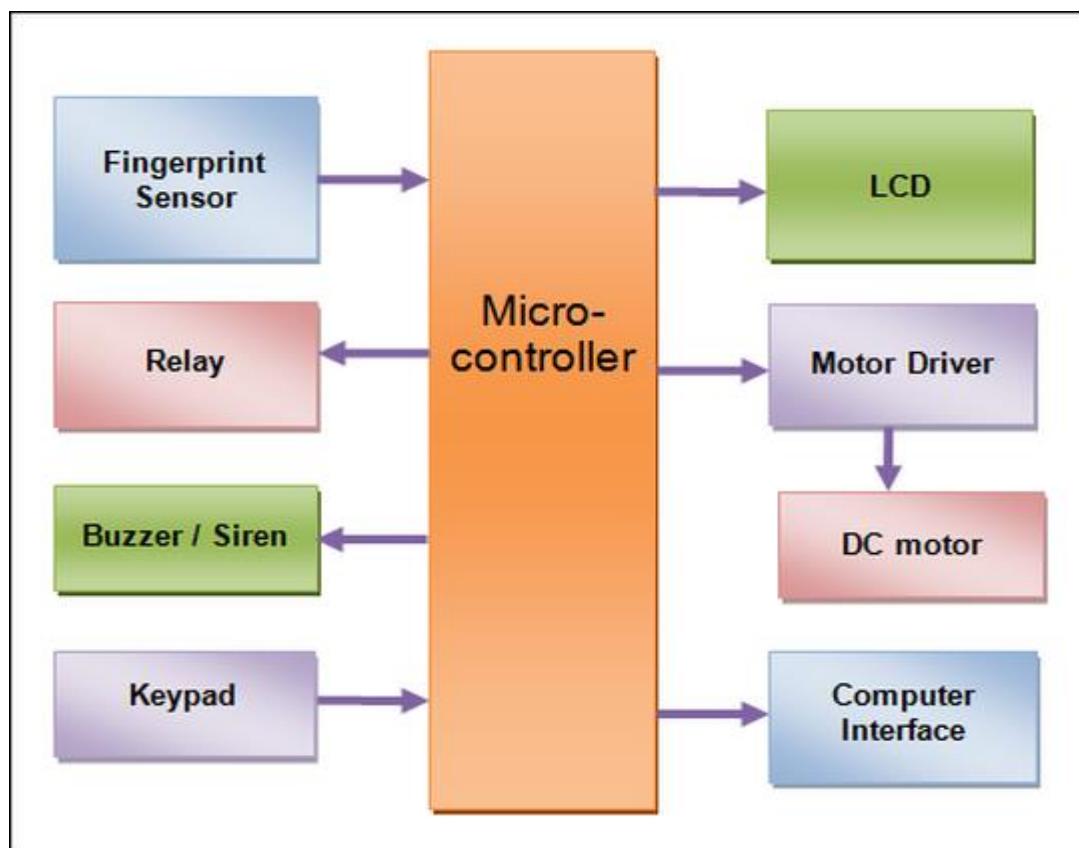 Fingerprint
Sensor
Relay
Buzzer / Siren
Keypad
Micro-
controller
LCD
Motor Driver
DC motor
Computer
Interface